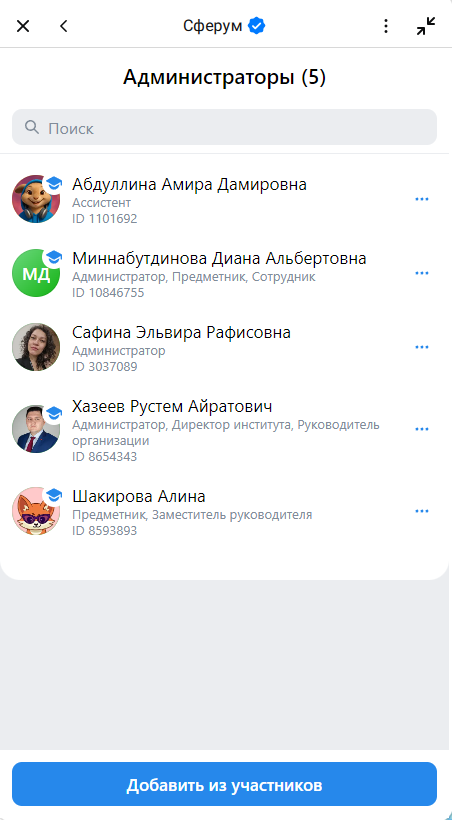 Сферум
Администраторы (5)
Поиск
Абдуллина Амира Дамировна
Ассистент
ID 1101692
МД
Миннабутдинова Диана Альбертовна
Администратор, Предметник, Сотрудник
ID 10846755
Сафина Эльвира Рафисовна
Администратор
ID 3037089
Хазеев Рустем Айратович
Администратор, Директор института, Руководитель
организации
ID 8654343
Шакирова Алина
Предметник, Заместитель руководителя
ID 8593893
Добавить из участников